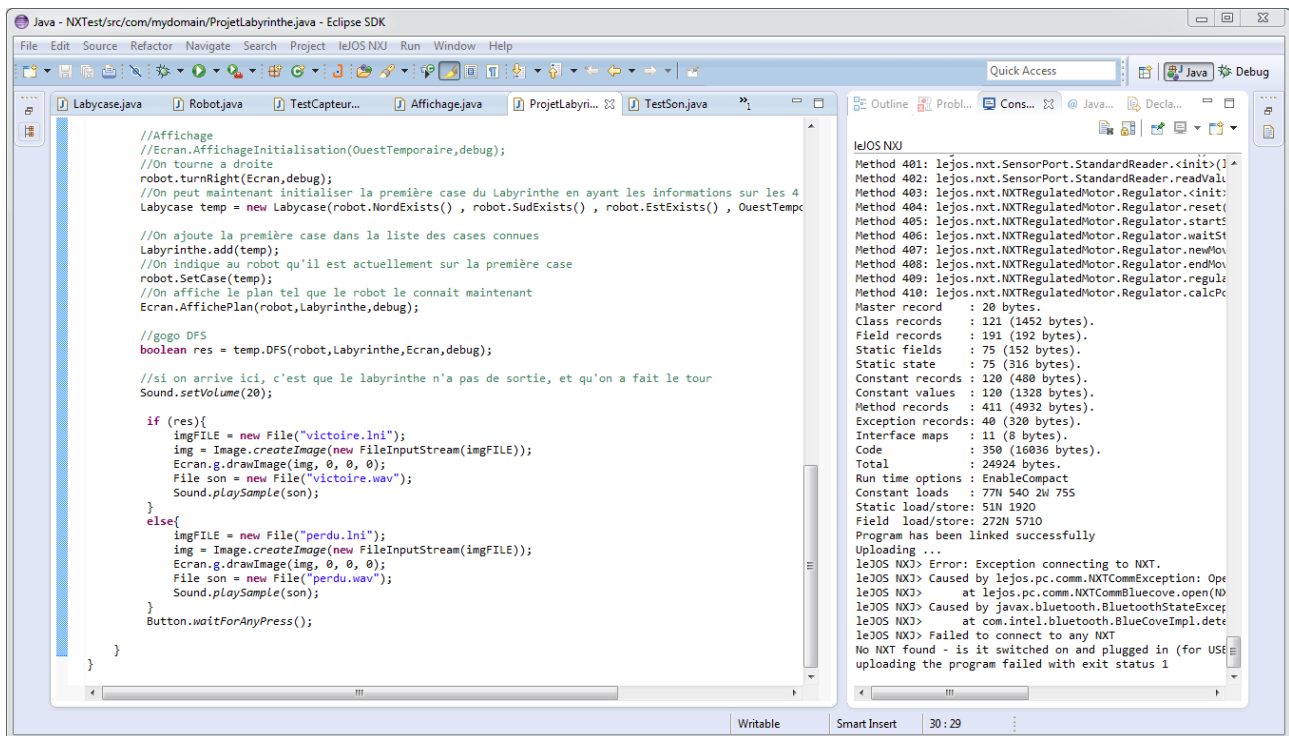 Java - NXTest/src/com/mydomain/ProjetLabyrinthe.java - Eclipse SDK
File Edit Source Refactor Navigate Search Project leJOS NXJ Run Window Help
Quick Access Java Debug
Labycase.java Robot.java TestCapteur... Affichage.java ProjetLabyri... TestSon.java »1
//Affichage
//Ecran.AffichageInitialisation(OuestTemporaire,debug);
//On tourne a droite
robot.turnRight(Ecran,debug);
//On peut maintenant initialiser la première case du Labyrinthe en ayant les informations sur les 4
Labycase temp = new Labycase(robot.NordExists() , robot.SudExists() , robot.EstExists() , OuestTempo
//On ajoute la première case dans la liste des cases connues
Labyrinthe.add(temp);
//On indique au robot qu'il est actuellement sur la première case
robot.SetCase(temp);
//On affiche le plan tel que le robot le connait maintenant
Ecran.AffichePlan(robot,Labyrinthe,debug);
//gogo DFS
boolean res = temp.DFS(robot,Labyrinthe,Ecran,debug);
//si on arrive ici, c'est que le labyrinthe n'a pas de sortie, et qu'on a fait le tour
Sound.setVolume(20);
if (res){
imgFILE = new File("victoire.lni");
img = Image.createImage(new FileInputStream(imgFILE));
Ecran.g.drawImage(img, 0, 0, 0);
File son = new File("victoire.wav");
Sound.playSample(son);
}
else{
imgFILE = new File("perdu.lni");
img = Image.createImage(new FileInputStream(imgFILE));
Ecran.g.drawImage(img, 0, 0, 0);
File son = new File("perdu.wav");
Sound.playSample(son);
}
Button.waitForAnyPress();
}
}
Outline Probl... Cons... @ Java... Decla...
leJOS NXJ
Method 401: lejos.nxt.SensorPort.StandardReader.<init>(l
Method 402: lejos.nxt.SensorPort.StandardReader.readValu
Method 403: lejos.nxt.NXTRegulatedMotor.Regulator.<init>
Method 404: lejos.nxt.NXTRegulatedMotor.Regulator.reset(
Method 405: lejos.nxt.NXTRegulatedMotor.Regulator.startS
Method 406: lejos.nxt.NXTRegulatedMotor.Regulator.waitSt
Method 407: lejos.nxt.NXTRegulatedMotor.Regulator.newMov
Method 408: lejos.nxt.NXTRegulatedMotor.Regulator.endMov
Method 409: lejos.nxt.NXTRegulatedMotor.Regulator.regula
Method 410: lejos.nxt.NXTRegulatedMotor.Regulator.calcPo
Master record : 20 bytes.
Class records : 121 (1452 bytes).
Field records : 191 (192 bytes).
Static fields : 75 (152 bytes).
Static state : 75 (316 bytes).
Constant records : 120 (480 bytes).
Constant values : 120 (1328 bytes).
Method records : 411 (4932 bytes).
Exception records: 40 (320 bytes).
Interface maps : 11 (8 bytes).
Code : 350 (16036 bytes).
Total : 24924 bytes.
Run time options : EnableCompact
Constant loads : 77N 54O 2W 75S
Static load/store: 51N 192O
Field load/store: 272N 571O
Program has been linked successfully
Uploading ...
leJOS NXJ> Error: Exception connecting to NXT.
leJOS NXJ> Caused by lejos.pc.comm.NXTCommException: Ope
leJOS NXJ> at lejos.pc.comm.NXTCommBluecove.open(NX
leJOS NXJ> Caused by javax.bluetooth.BluetoothStateExcep
leJOS NXJ> at com.intel.bluetooth.BlueCoveImpl.dete
leJOS NXJ> Failed to connect to any NXT
No NXT found - is it switched on and plugged in (for USB
uploading the program failed with exit status 1
Writable Smart Insert 30 : 29